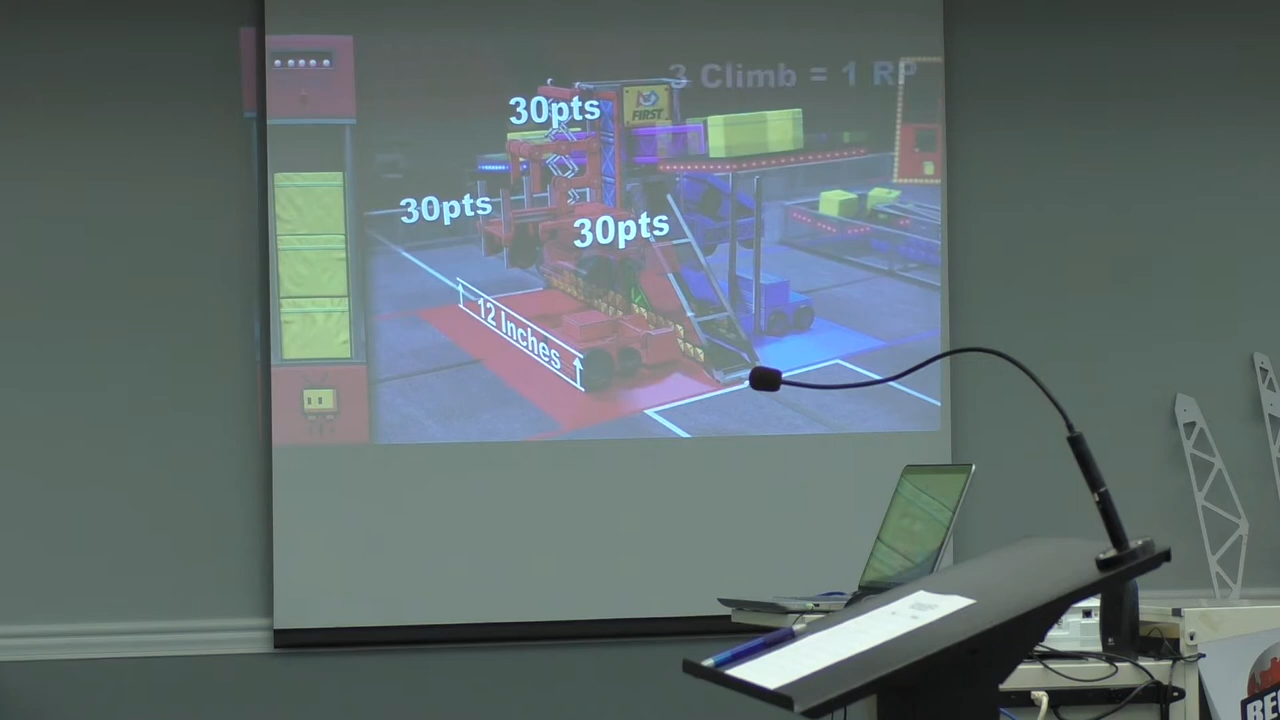 3 Climb = 1 RP
30pts
FIRST
30pts
30pts
12 Inches